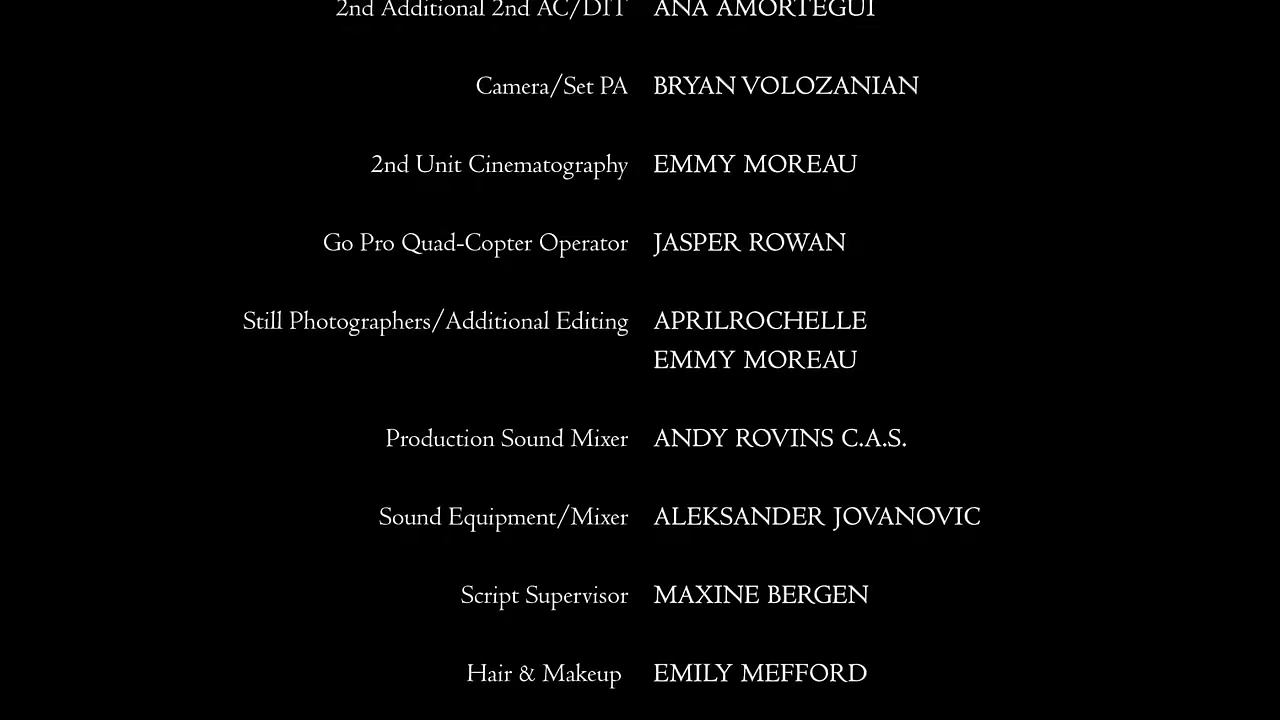 2nd Additional 2nd AC/DIT ANA AMORTEGUI
Camera/Set PA BRYAN VOLOZANIAN
2nd Unit Cinematography EMMY MOREAU
Go Pro Quad-Copter Operator JASPER ROWAN
Still Photographers/Additional Editing APRILROCHELLE
EMMY MOREAU
Production Sound Mixer ANDY ROVINS C.A.S.
Sound Equipment/Mixer ALEKSANDER JOVANOVIC
Script Supervisor MAXINE BERGEN
Hair & Makeup EMILY MEFFORD